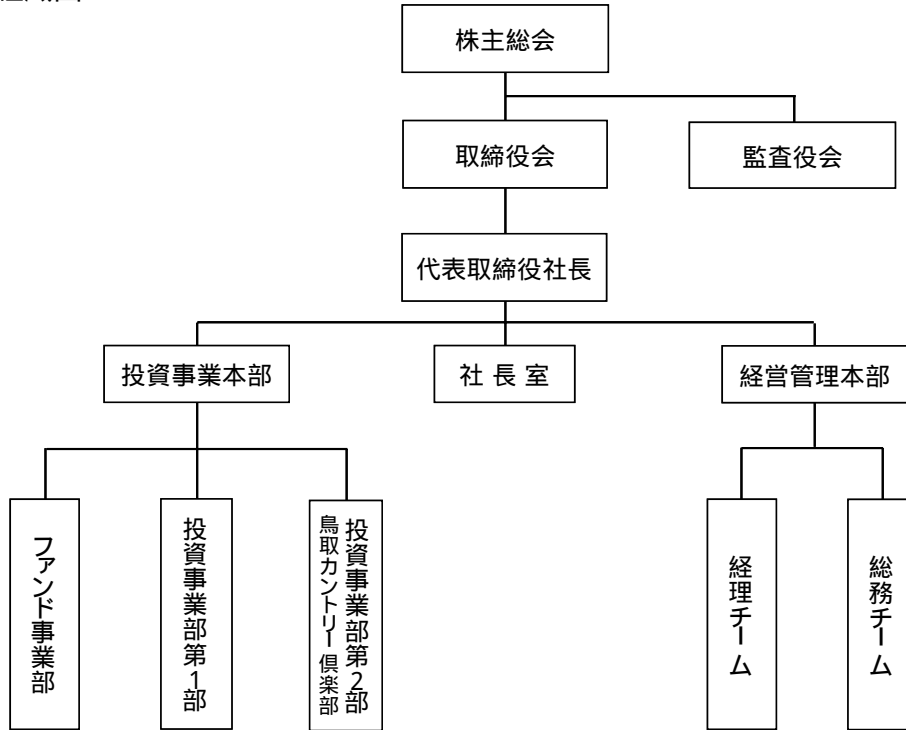 株主総会
取締役会
監査役会
代表取締役社長
投資事業本部
社長室
経営管理本部
ファンド事業部
投資事業部第1部
投資事業部第2部
鳥取カントリー倶楽部
経理チーム
総務チーム